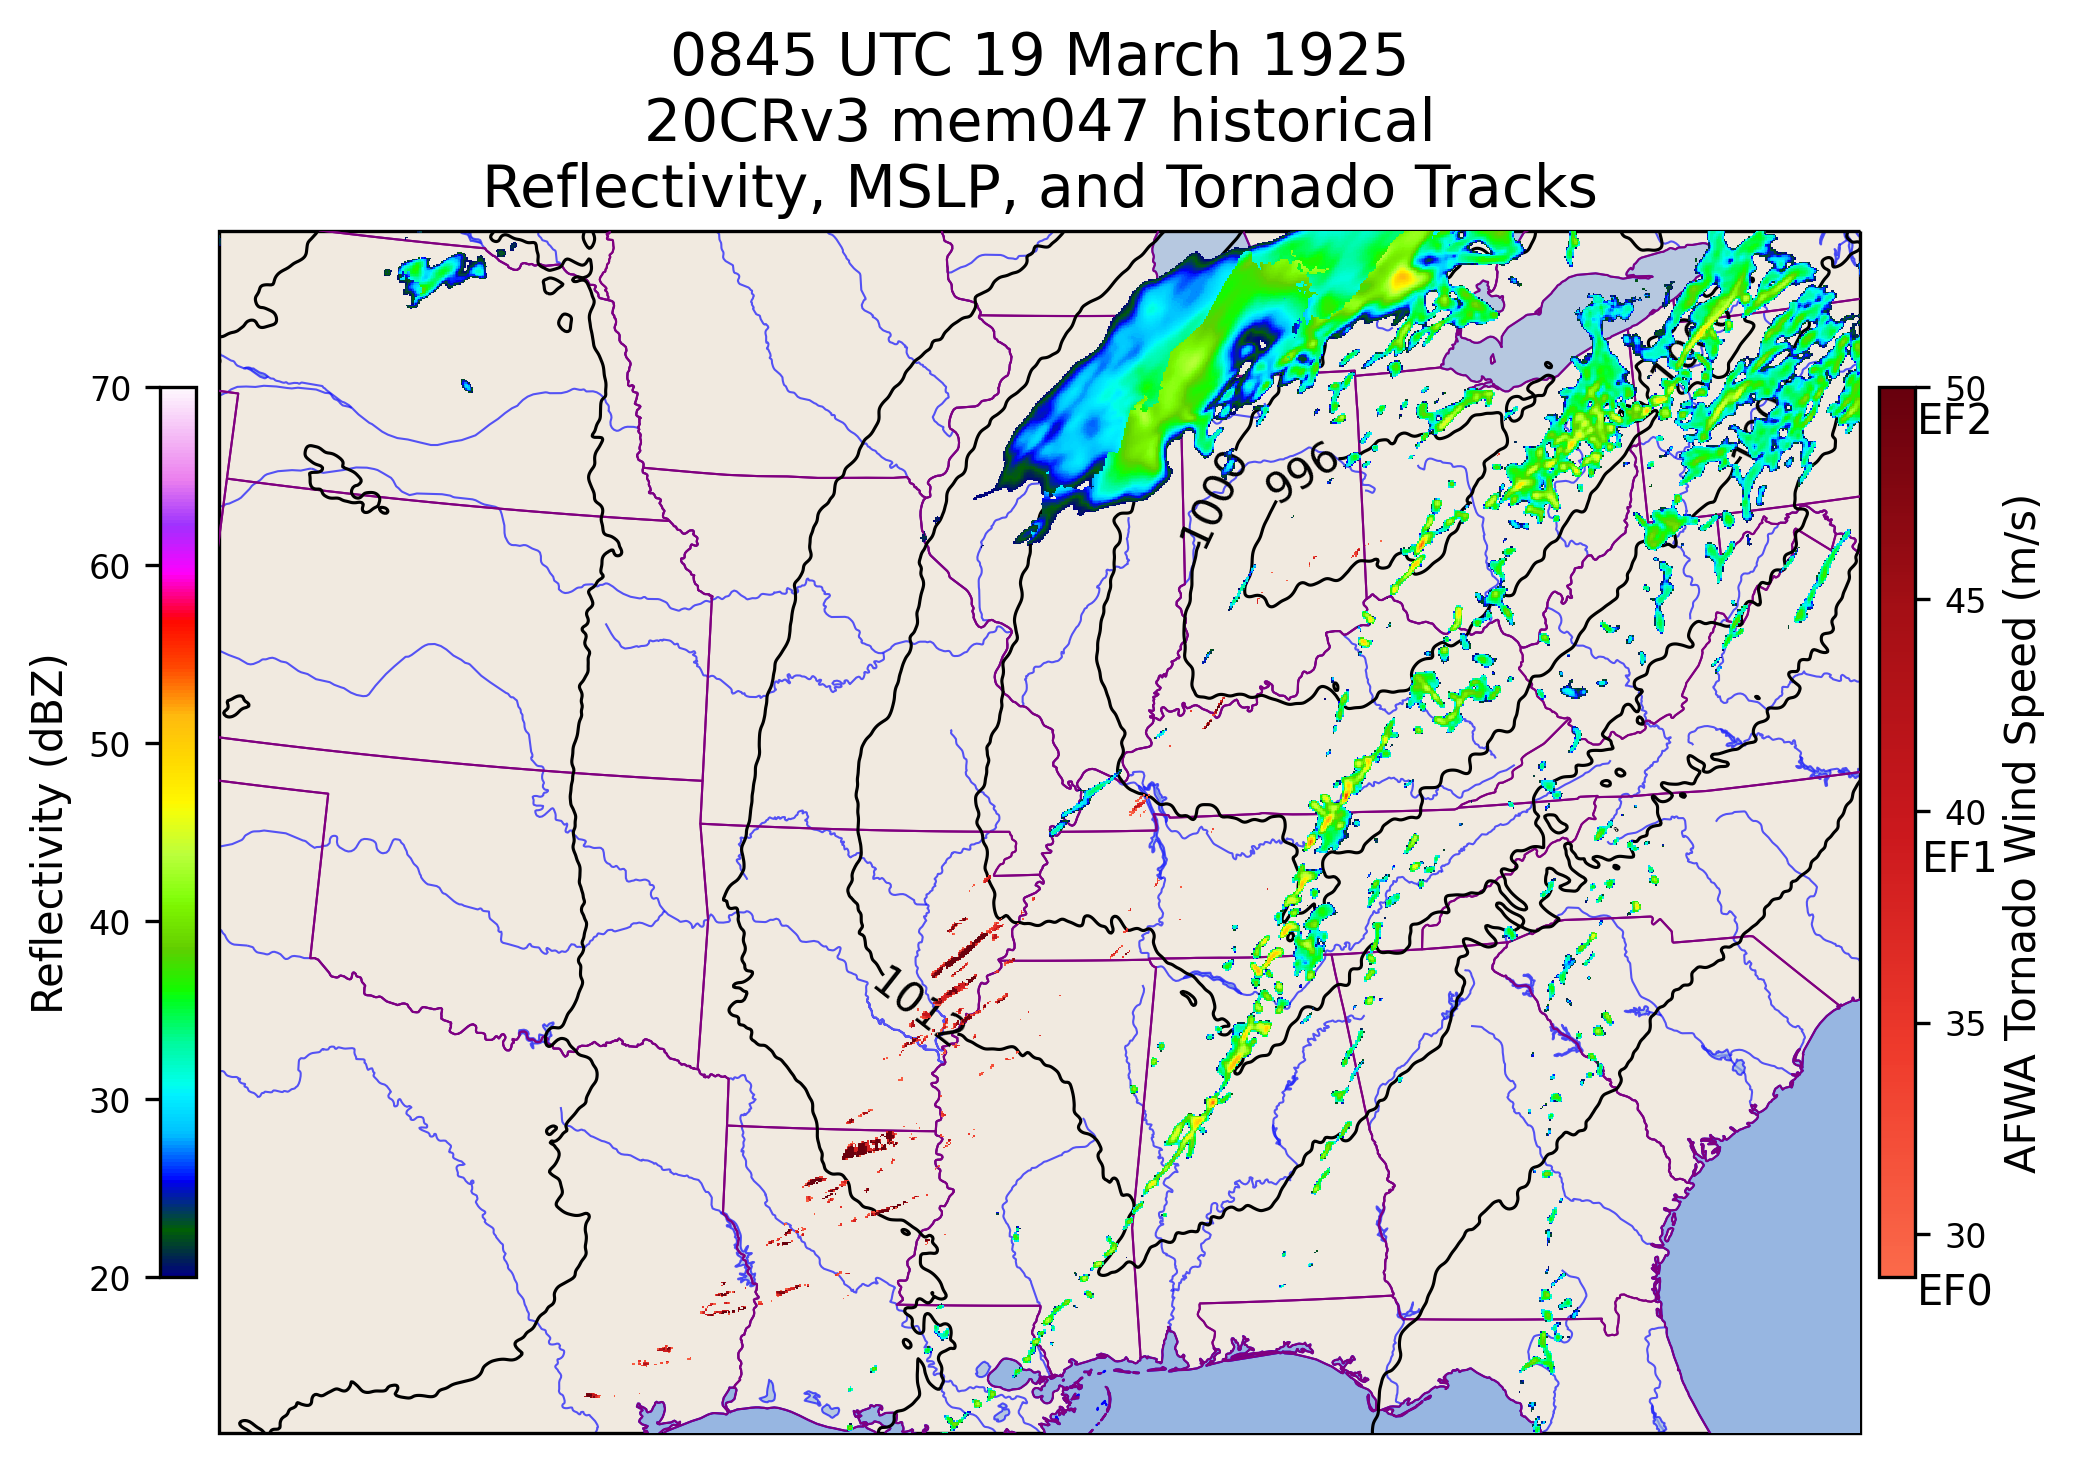 0845 UTC 19 March 1925
20CRv3 mem047 historical
Reflectivity, MSLP, and Tornado Tracks
70
60
50
40
30
20
Reflectivity (dBZ)
1008
996
50
EF2
45
40
EF1
35
30
EF0
AFWA Tornado Wind Speed (m/s)